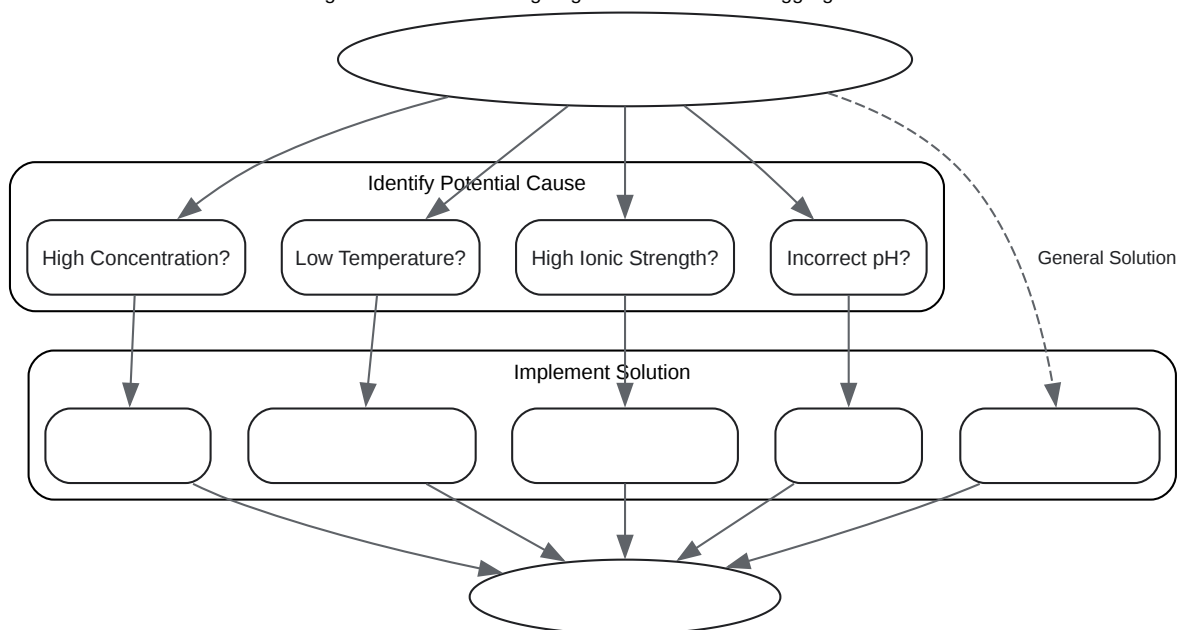 Identify Potential Cause
High Concentration?
Low Temperature?
High Ionic Strength?
Incorrect pH?
General Solution
Implement Solution